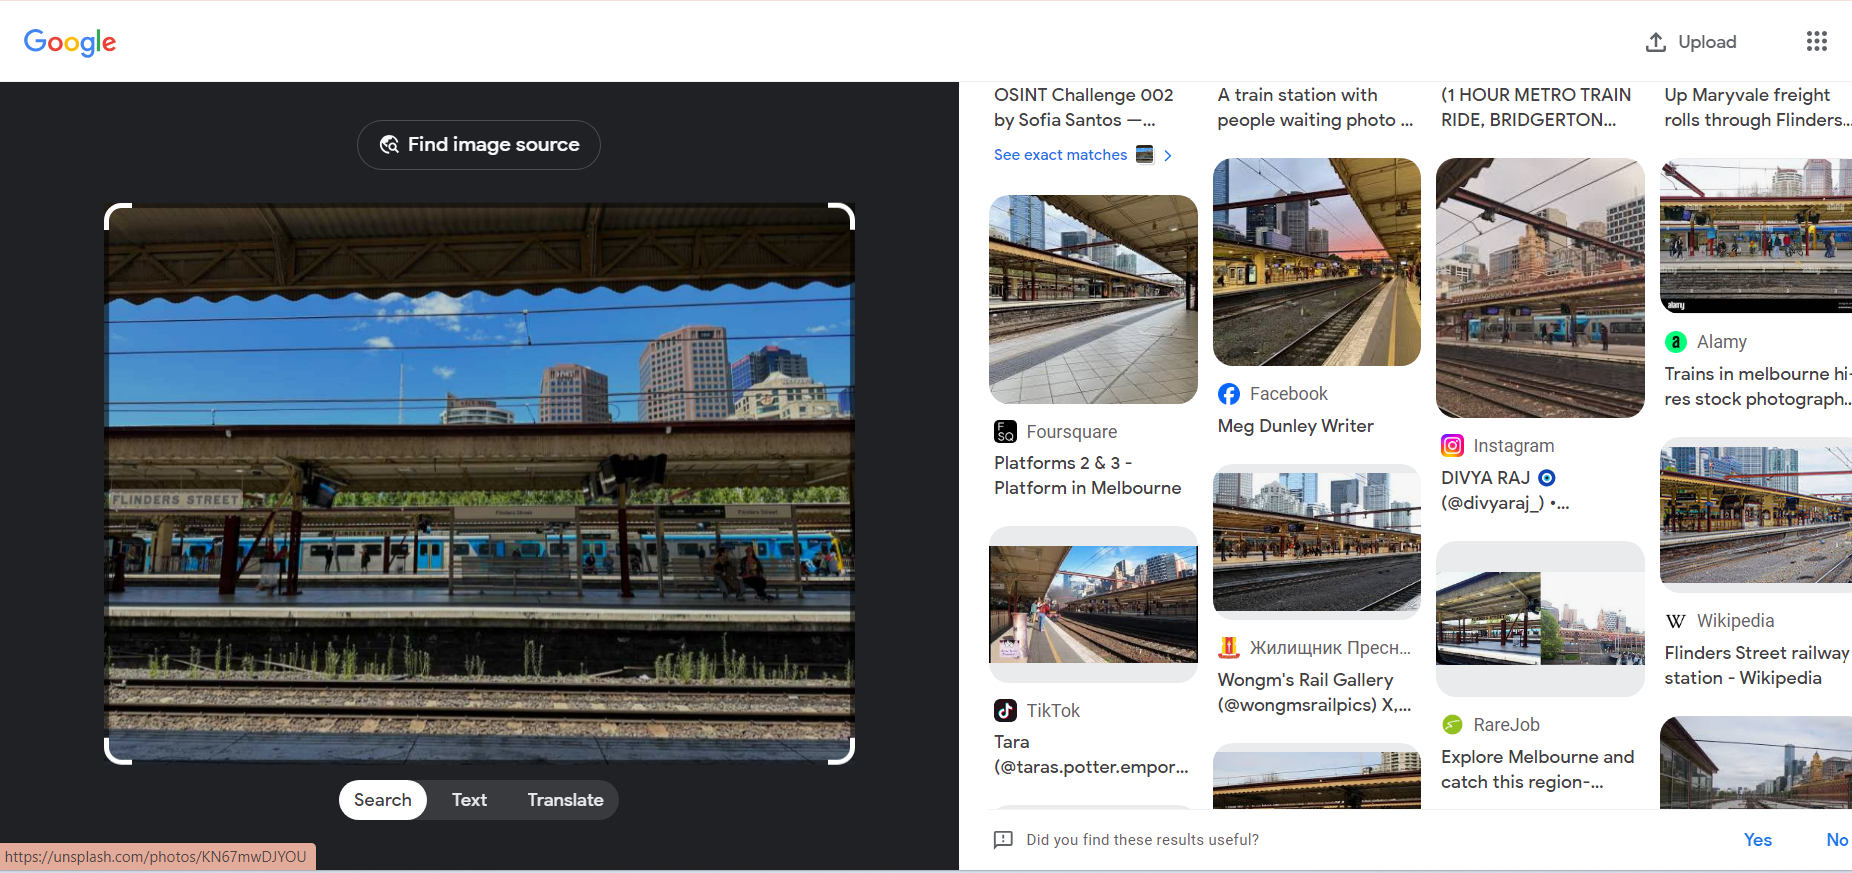 Google
Upload
Find image source
FLINDERS STREET
Flinders Street
Flinders Street
Search
Text
Translate
https://unsplash.com/photos/KN67mwDJYOU
OSINT Challenge 002
by Sofia Santos —...
See exact matches
Foursquare
Platforms 2 & 3 -
Platform in Melbourne
TikTok
Tara
(@taras.potter.empor...
A train station with
people waiting photo ...
Facebook
Meg Dunley Writer
Жилищник Пресн...
Wongm's Rail Gallery
(@wongmsrailpics) X,...
(1 HOUR METRO TRAIN
RIDE, BRIDGERTON...
Instagram
DIVYA RAJ 🧿
(@divyaraj_) •...
RareJob
Explore Melbourne and
catch this region-...
Up Maryvale freight
rolls through Flinders...
alamy
Alamy
Trains in melbourne hi-
res stock photograph...
Wikipedia
Flinders Street railway
station - Wikipedia
Did you find these results useful?
Yes
No